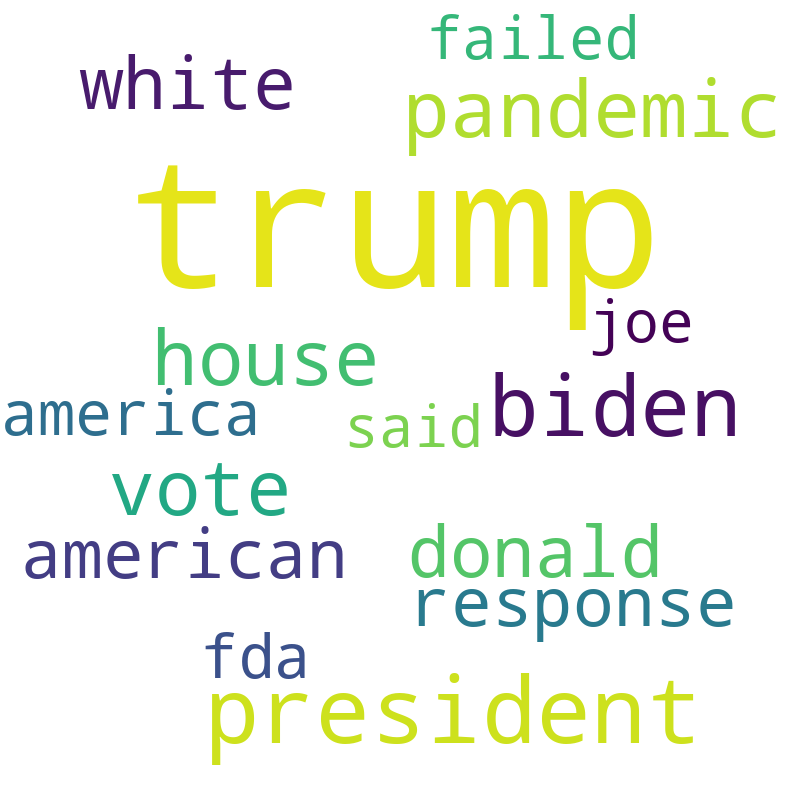 failed
white
pandemic
trump
joe
house
biden
america
said
vote
american
donald
response
fda
president